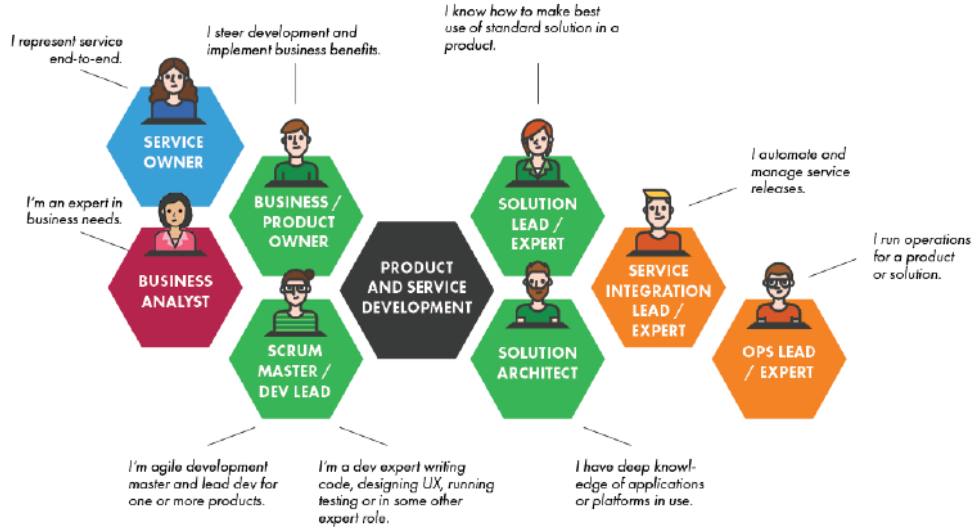 I know how to make best
use of standard solution in a
product.
I steer development and
implement business benefits.
I represent service
end-to-end.
SERVICE
OWNER
I automate and
manage service
releases.
I'm an expert in
business needs.
BUSINESS /
PRODUCT
OWNER
SOLUTION
LEAD /
EXPERT
I run operations
for a product
or solution.
BUSINESS
ANALYST
PRODUCT
AND SERVICE
DEVELOPMENT
SERVICE
INTEGRATION
LEAD /
EXPERT
SCRUM
MASTER /
DEV LEAD
SOLUTION
ARCHITECT
OPS LEAD
/ EXPERT
I'm agile development
master and lead dev for
one or more products.
I'm a dev expert writing
code, designing UX, running
testing or in some other
expert role.
I have deep knowl-
edge of applications
or platforms in use.